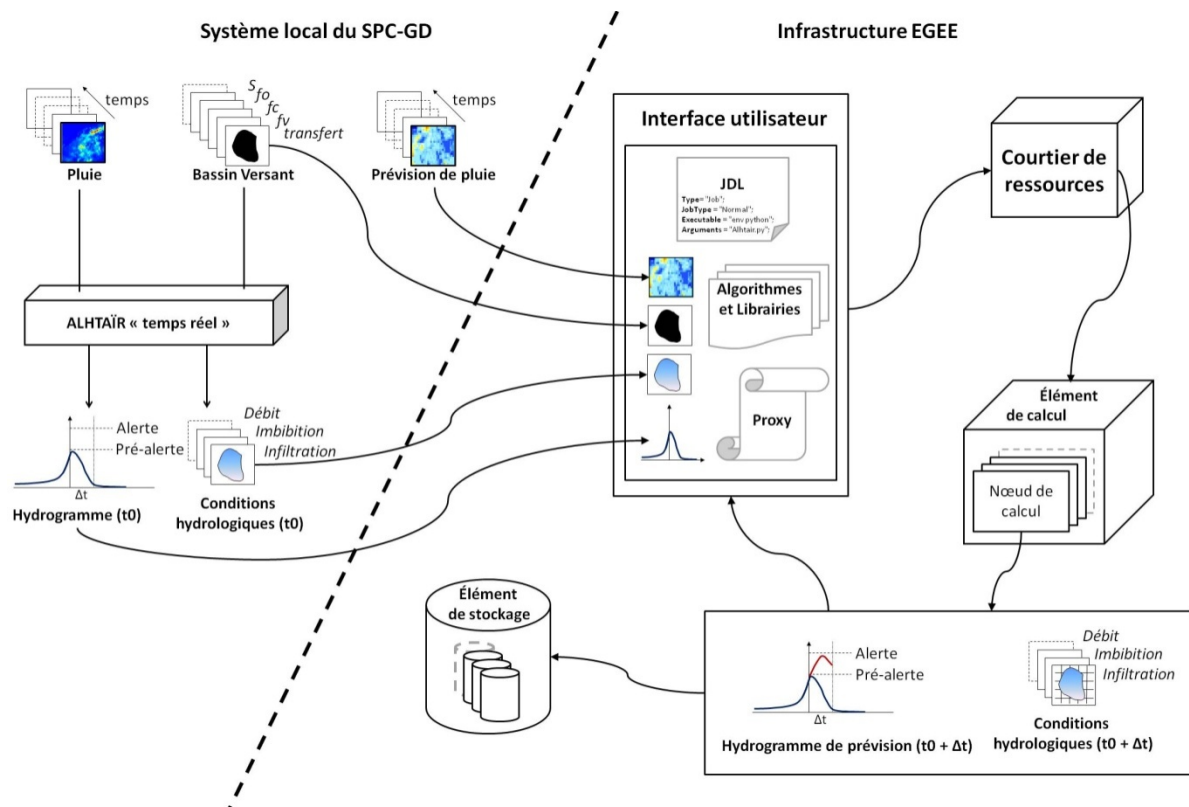 Système local du SPC-GD
Infrastructure EGEE
temps
Pluie
S
fo
fc
fv
transfert
Bassin Versant
temps
Prévision de pluie
ALHTAÏR « temps réel »
Alerte
Pré-alerte
Δt
Hydrogramme (t0)
Débit
Imbibition
Infiltration
Conditions
hydrologiques (t0)
Interface utilisateur
JDL
Type= "Job";
JobType = "Normal";
Executable = "env python";
Arguments = "Alhtair.py";
Algorithmes
et Librairies
Proxy
Courtier de
ressources
Élément
de calcul
Nœud de
calcul
Élément
de stockage
Alerte
Pré-alerte
Δt
Hydrogramme de prévision (t0 + Δt)
Débit
Imbibition
Infiltration
Conditions
hydrologiques (t0 + Δt)